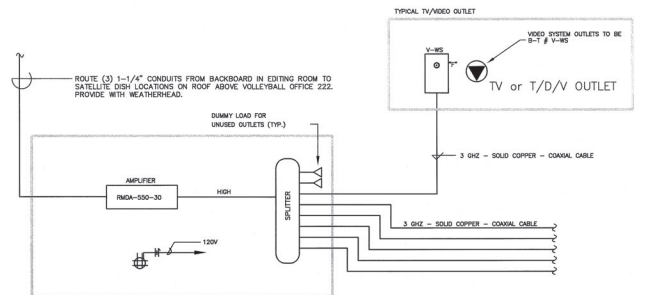 TYPICAL TV/VIDEO OUTLET
VIDEO SYSTEM OUTLETS TO BE
B-T # V-WS
V-WS
"F"
TV or T/D/V OUTLET
ROUTE (3) 1-1/4" CONDUITS FROM BACKBOARD IN EDITING ROOM TO
SATELLITE DISH LOCATIONS ON ROOF ABOVE VOLLEYBALL OFFICE 222.
PROVIDE WITH WEATHERHEAD.
DUMMY LOAD FOR
UNUSED OUTLETS (TYP.)
3 GHZ - SOLID COPPER - COAXIAL CABLE
AMPLIFIER
RMDA-550-30
HIGH
SPLITTER
3 GHZ - SOLID COPPER - COAXIAL CABLE
120V